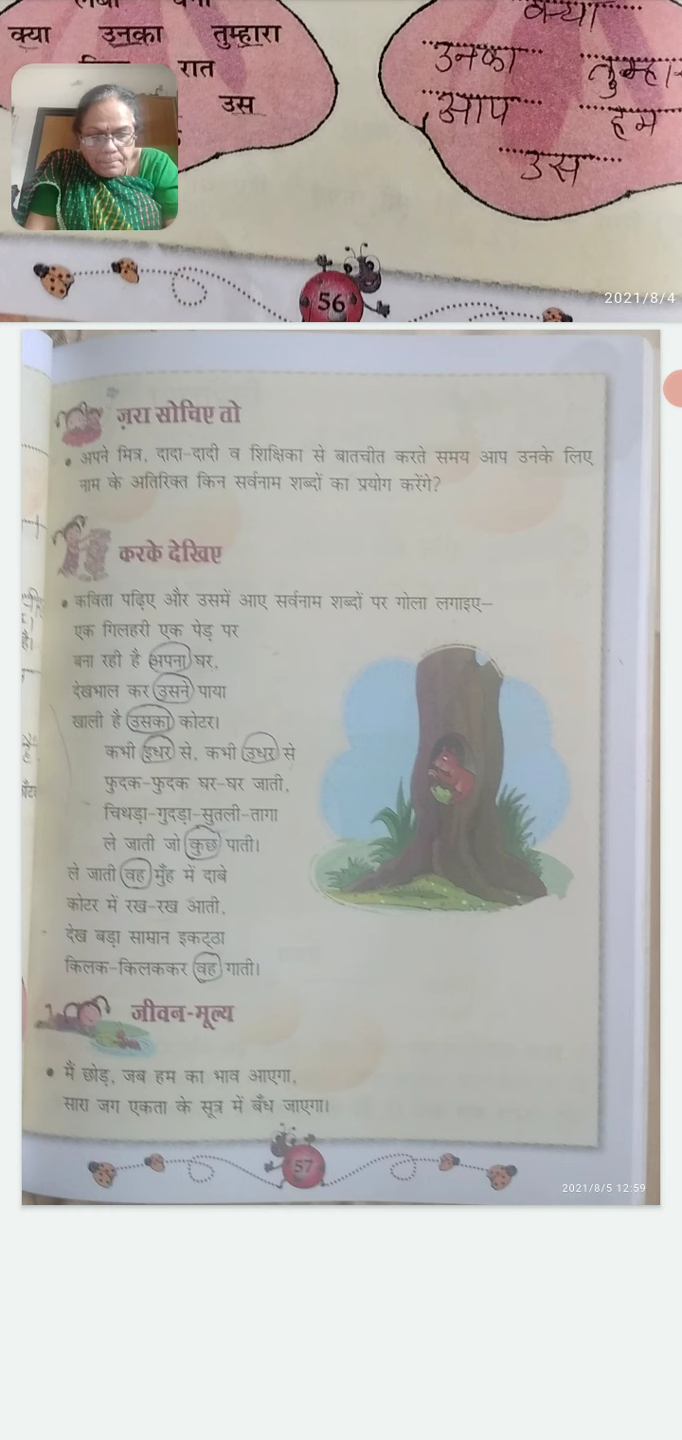 क्या उनका तुम्हारा
रात
उस
क्या
उनका
आप हम
उस
56
2021/8/4
ज़रा सोचिए तो
• अपने मित्र, दादा-दादी व शिक्षिका से बातचीत करते समय आप उनके लिए
नाम के अतिरिक्त किन सर्वनाम शब्दों का प्रयोग करेंगे?
करके देखिए
• कविता पढ़िए और उसमें आए सर्वनाम शब्दों पर गोला लगाइए–
एक गिलहरी एक पेड़ पर
बना रही है अपना घर,
देखभाल कर उसने पाया
खाली है उसका कोटर।
कभी इधर से, कभी उधर से
फुदक-फुदक घर-घर जाती,
चिथड़ा-गुदड़ा-सुतली-तागा
ले जाती जो कुछ पाती।
ले जाती वह मुँह में दाबे
कोटर में रख-रख आती,
देख बड़ा सामान इकट्ठा
किलक-किलककर वह गाती।
जीवन-मूल्य
• मैं छोड़, जब हम का भाव आएगा,
सारा जग एकता के सूत्र में बँध जाएगा।
57
2021/8/5 12:59